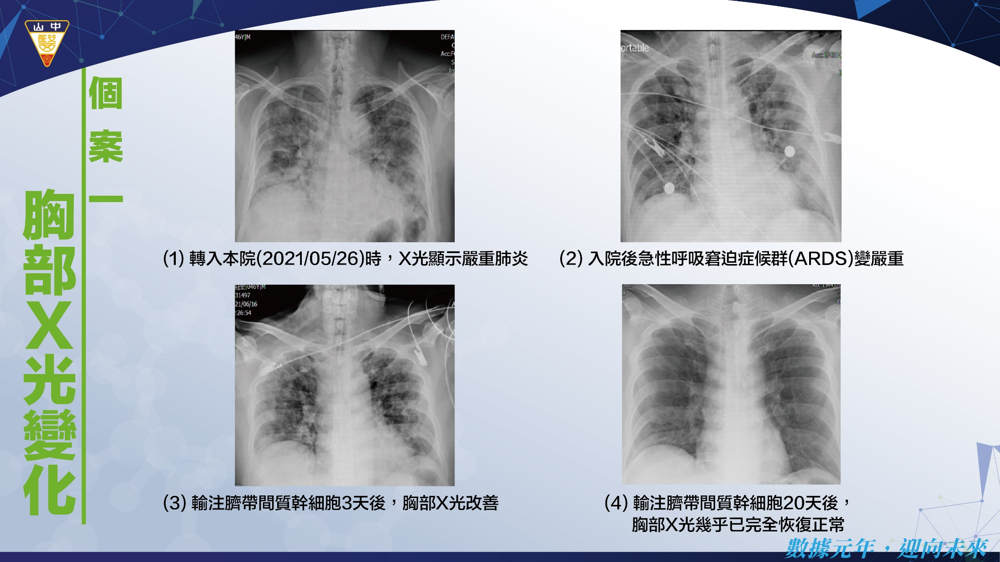 山中
醫
大
個案一
胸部X光變化
46Y|M
DEFA
Acc:F
Im
(1) 轉入本院(2021/05/26)時，X光顯示嚴重肺炎
ortable
(2) 入院後急性呼吸窘迫症候群(ARDS)變嚴重
|046Y|M
31497
21/06/16
:26:54
(3) 輸注臍帶間質幹細胞3天後，胸部X光改善
(4) 輸注臍帶間質幹細胞20天後，
胸部X光幾乎已完全恢復正常
數據元年，迎向未來